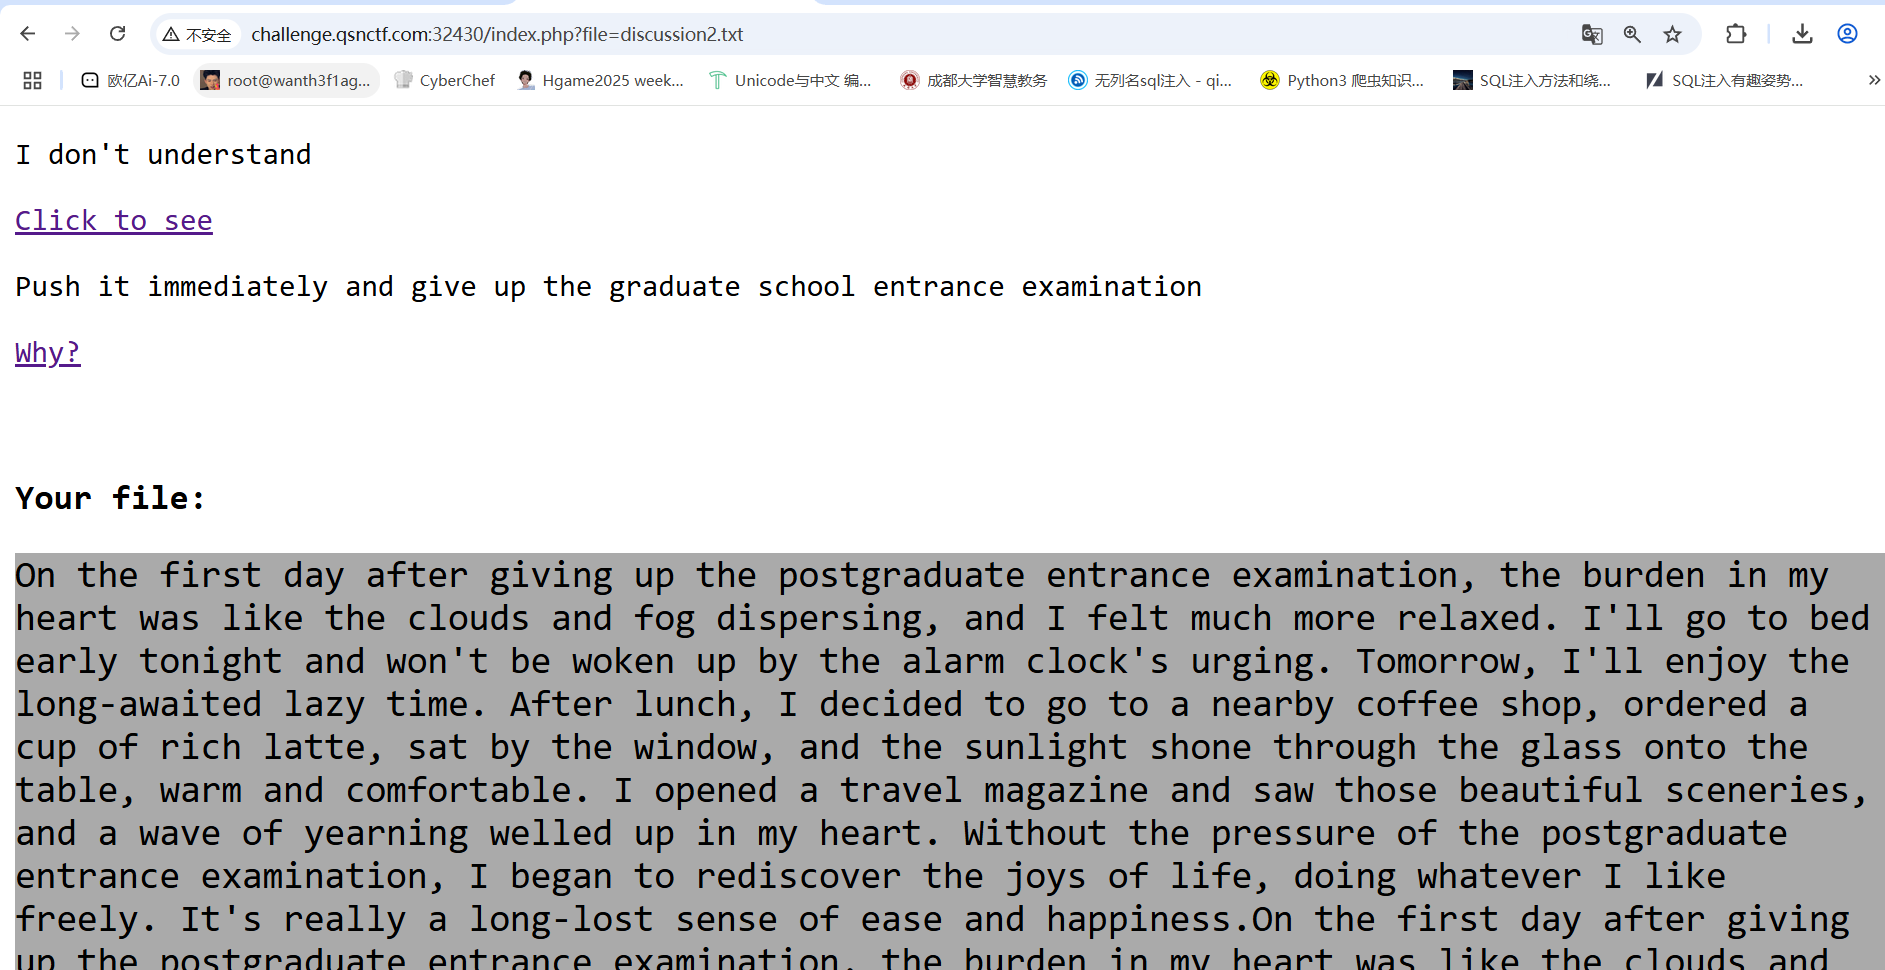 不安全 challenge.qsnctf.com:32430/index.php?file=discussion2.txt
欧亿Ai-7.0 root@wanth3f1ag... CyberChef Hgame2025 week... Unicode与中文 编... 成都大学智慧教务 无列名sql注入 - qi... Python3 爬虫知识... SQL注入方法和绕... SQL注入有趣姿势... »
I don't understand
Click to see
Push it immediately and give up the graduate school entrance examination
Why?
Your file:
On the first day after giving up the postgraduate entrance examination, the burden in my
heart was like the clouds and fog dispersing, and I felt much more relaxed. I'll go to bed
early tonight and won't be woken up by the alarm clock's urging. Tomorrow, I'll enjoy the
long-awaited lazy time. After lunch, I decided to go to a nearby coffee shop, ordered a
cup of rich latte, sat by the window, and the sunlight shone through the glass onto the
table, warm and comfortable. I opened a travel magazine and saw those beautiful sceneries,
and a wave of yearning welled up in my heart. Without the pressure of the postgraduate
entrance examination, I began to rediscover the joys of life, doing whatever I like
freely. It's really a long-lost sense of ease and happiness.On the first day after giving
up the postgraduate entrance examination, the burden in my heart was like the clouds and